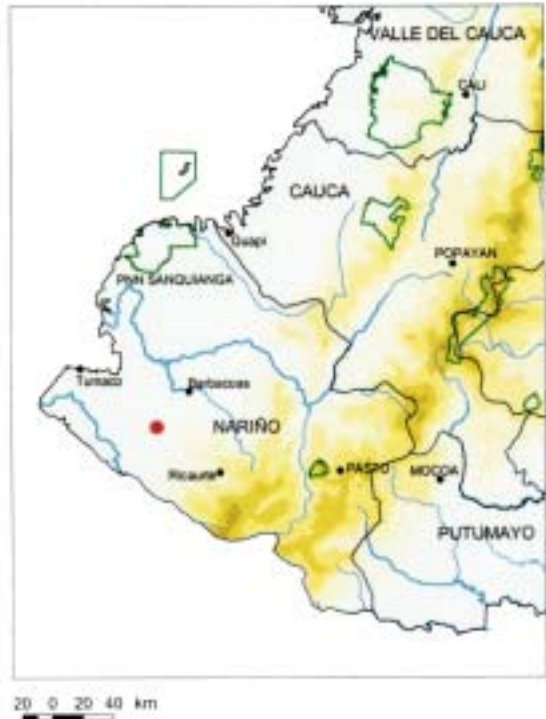 VALLE DEL CAUCA
CALI
CAUCA
Guapi
POPAYAN
PNN SANQUIANGA
Tumaco
Barbacoas
NARIÑO
Ricaurte
PASTO
MOCOA
PUTUMAYO
20 0 20 40 km